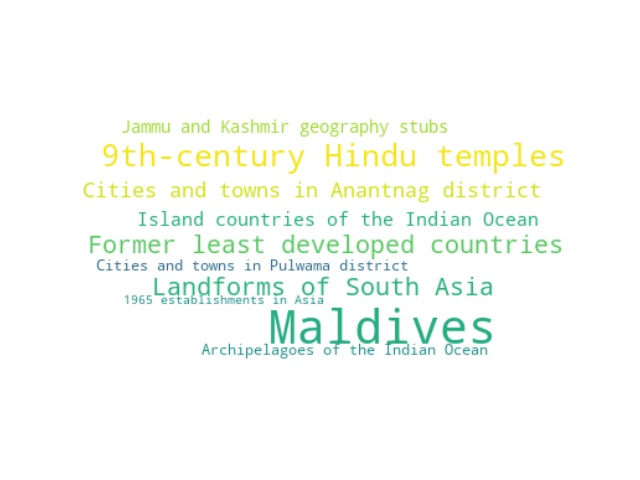 Jammu and Kashmir geography stubs
9th-century Hindu temples
Cities and towns in Anantnag district
Island countries of the Indian Ocean
Former least developed countries
Cities and towns in Pulwama district
Landforms of South Asia
1965 establishments in Asia
Maldives
Archipelagoes of the Indian Ocean